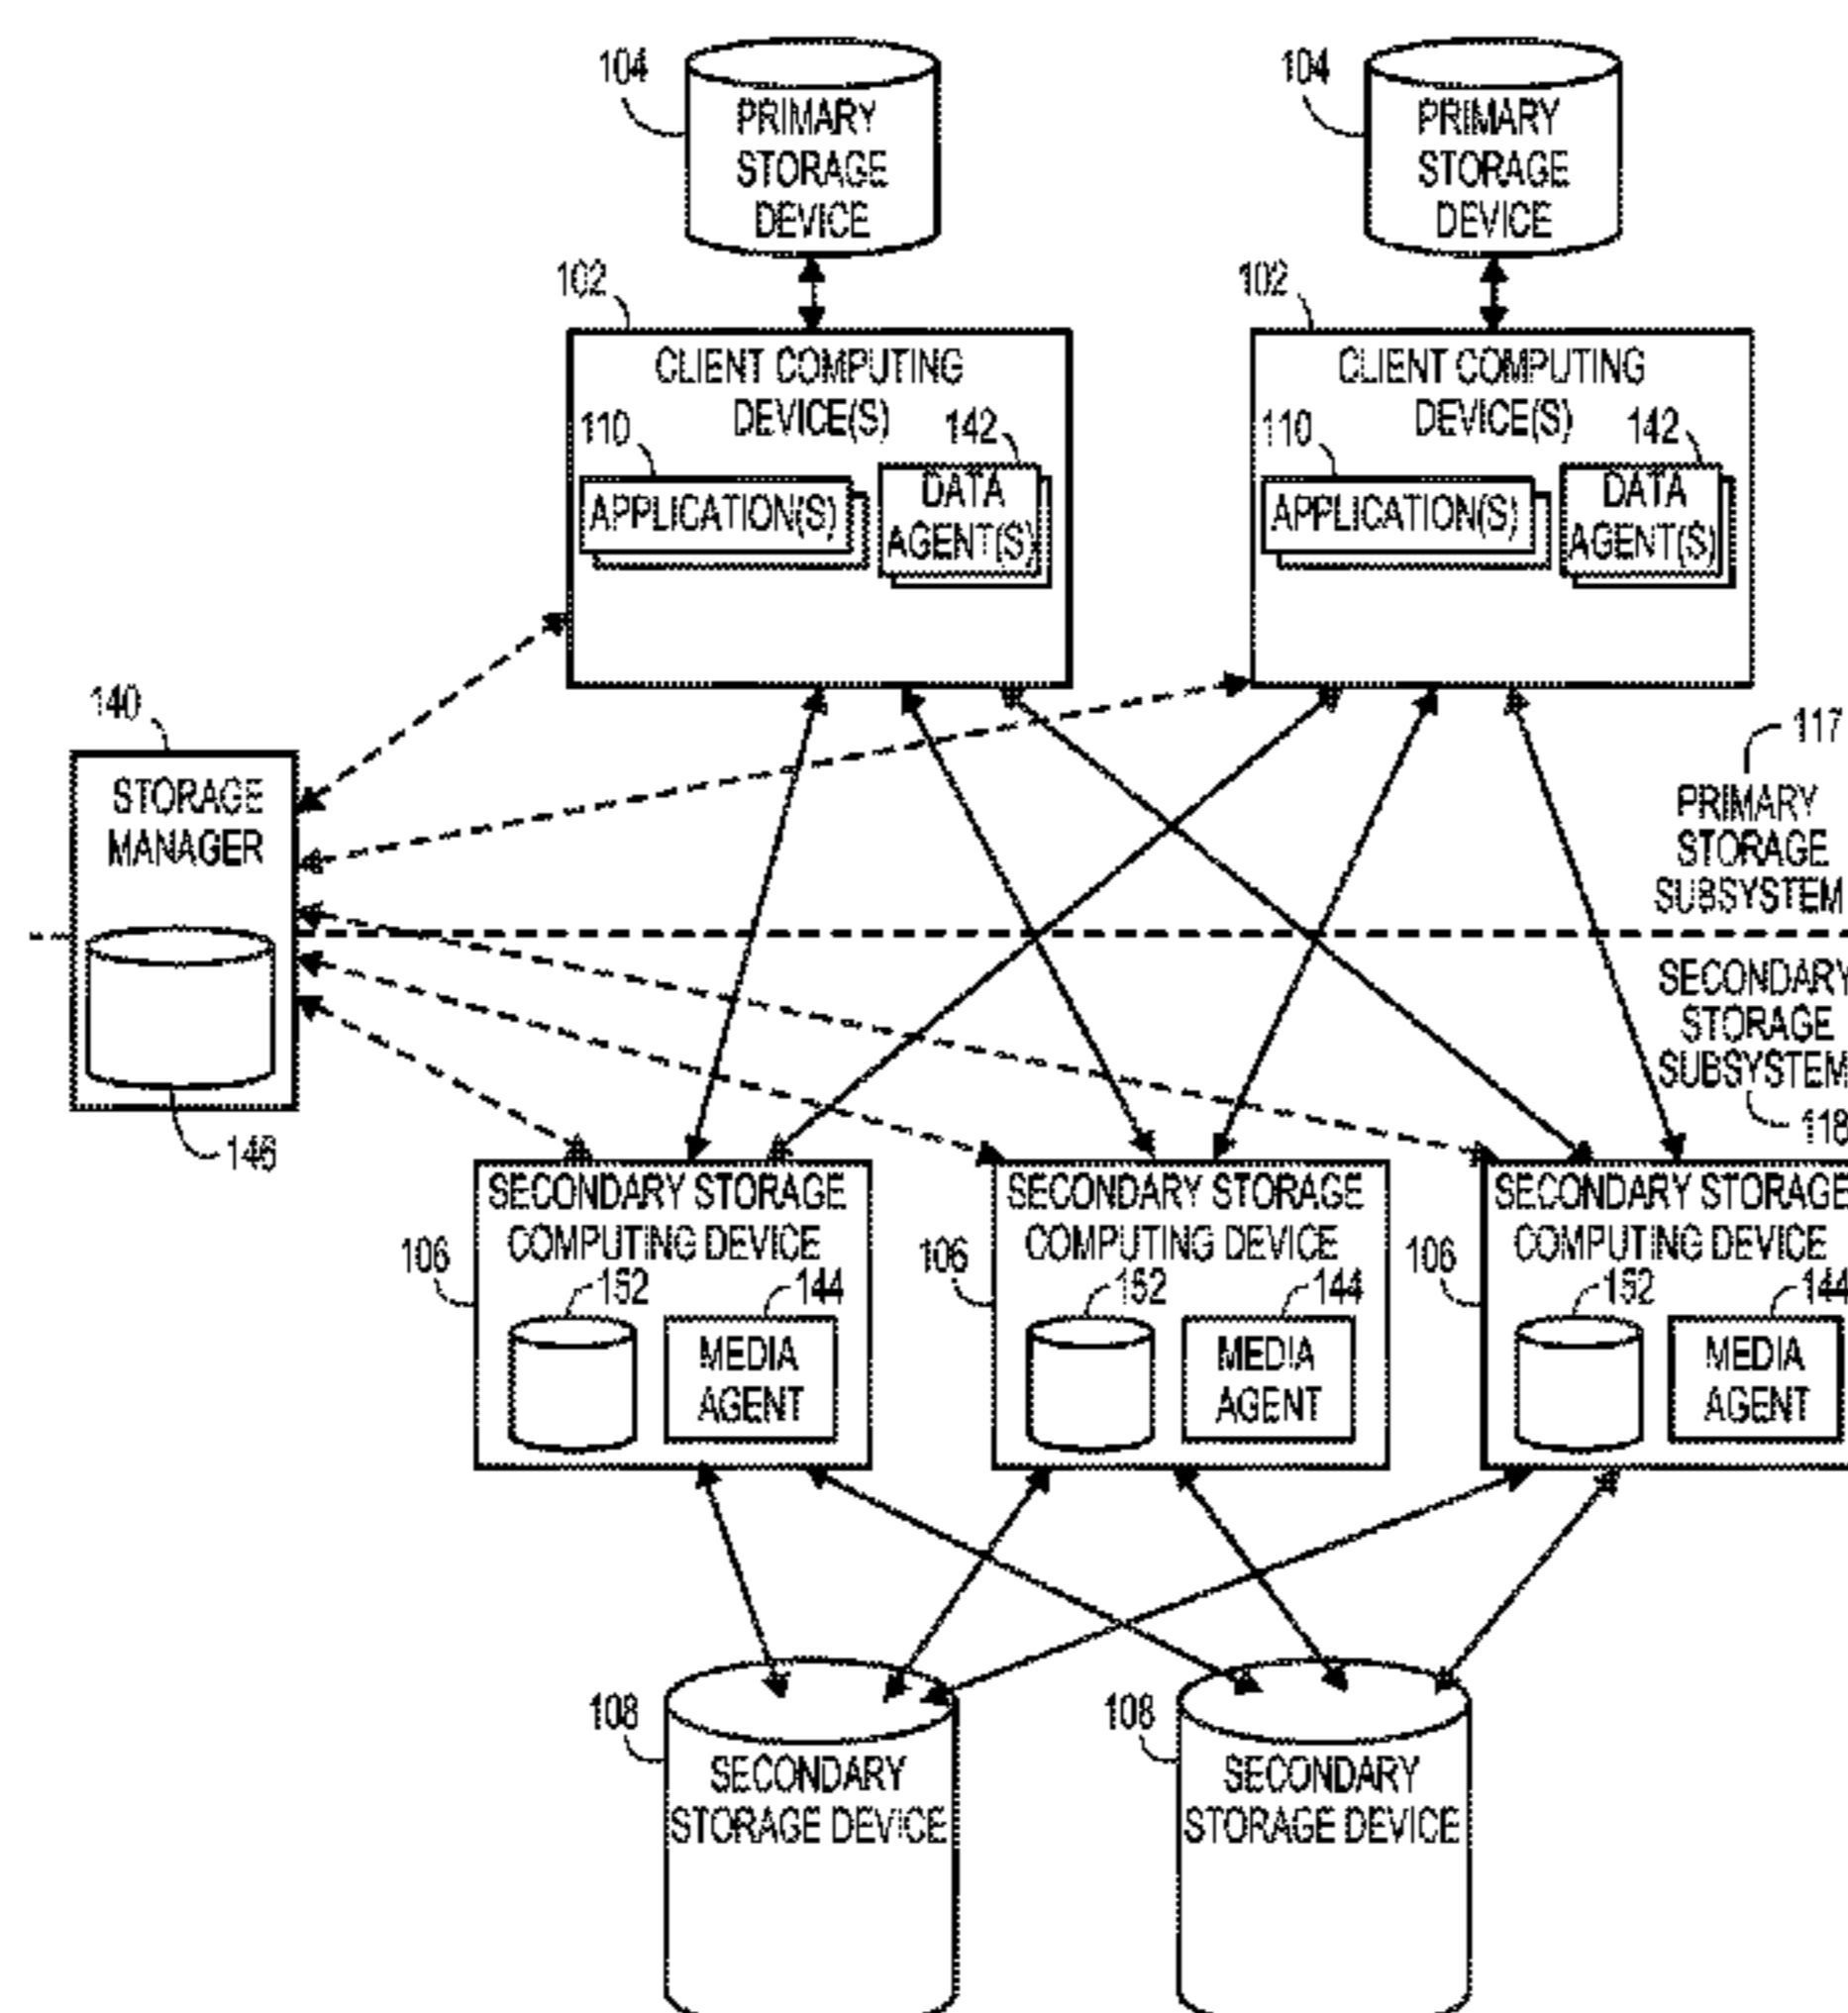 104
PRIMARY
STORAGE
DEVICE
104
PRIMARY
STORAGE
DEVICE
102
CLIENT COMPUTING
DEVICE(S)
110
142
APPLICATION(S)
DATA
AGENT(S)
102
CLIENT COMPUTING
DEVICE(S)
110
142
APPLICATION(S)
DATA
AGENT(S)
140
STORAGE
MANAGER
146
117
PRIMARY
STORAGE
SUBSYSTEM
SECONDARY
STORAGE
SUBSYSTEM
118
SECONDARY STORAGE
COMPUTING DEVICE
106
152
144
MEDIA
AGENT
SECONDARY STORAGE
COMPUTING DEVICE
106
152
144
MEDIA
AGENT
SECONDARY STORAGE
COMPUTING DEVICE
106
152
144
MEDIA
AGENT
108
SECONDARY
STORAGE DEVICE
108
SECONDARY
STORAGE DEVICE